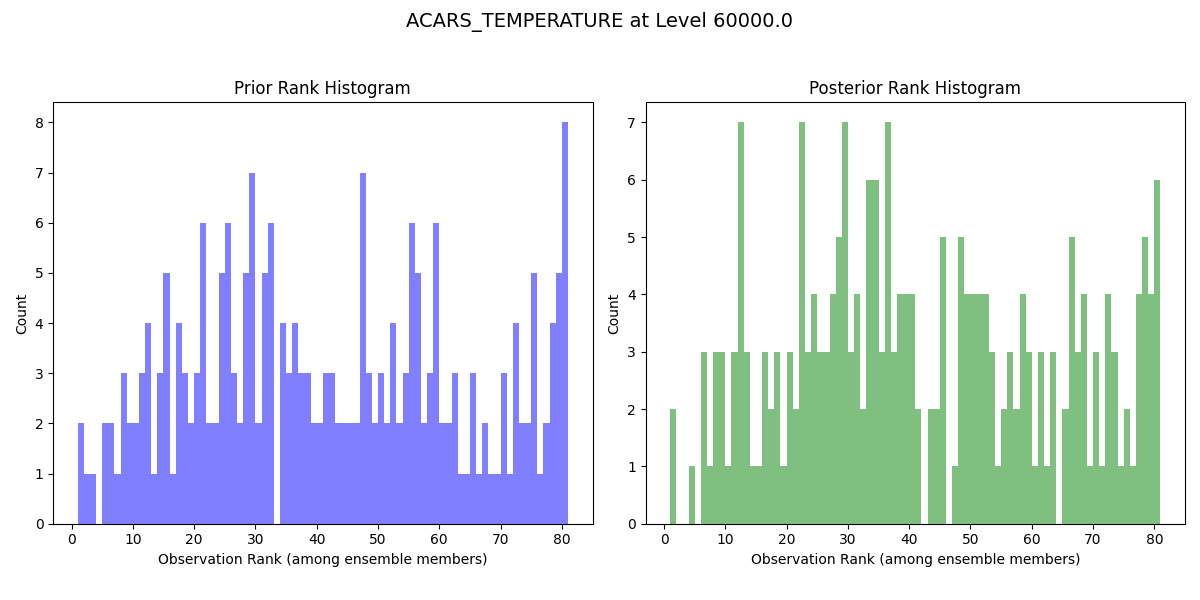 ACARS_TEMPERATURE at Level 60000.0
Prior Rank Histogram
Count
8
7
6
5
4
3
2
1
0
0 10 20 30 40 50 60 70 80
Observation Rank (among ensemble members)
Posterior Rank Histogram
Count
7
6
5
4
3
2
1
0
0 10 20 30 40 50 60 70 80
Observation Rank (among ensemble members)